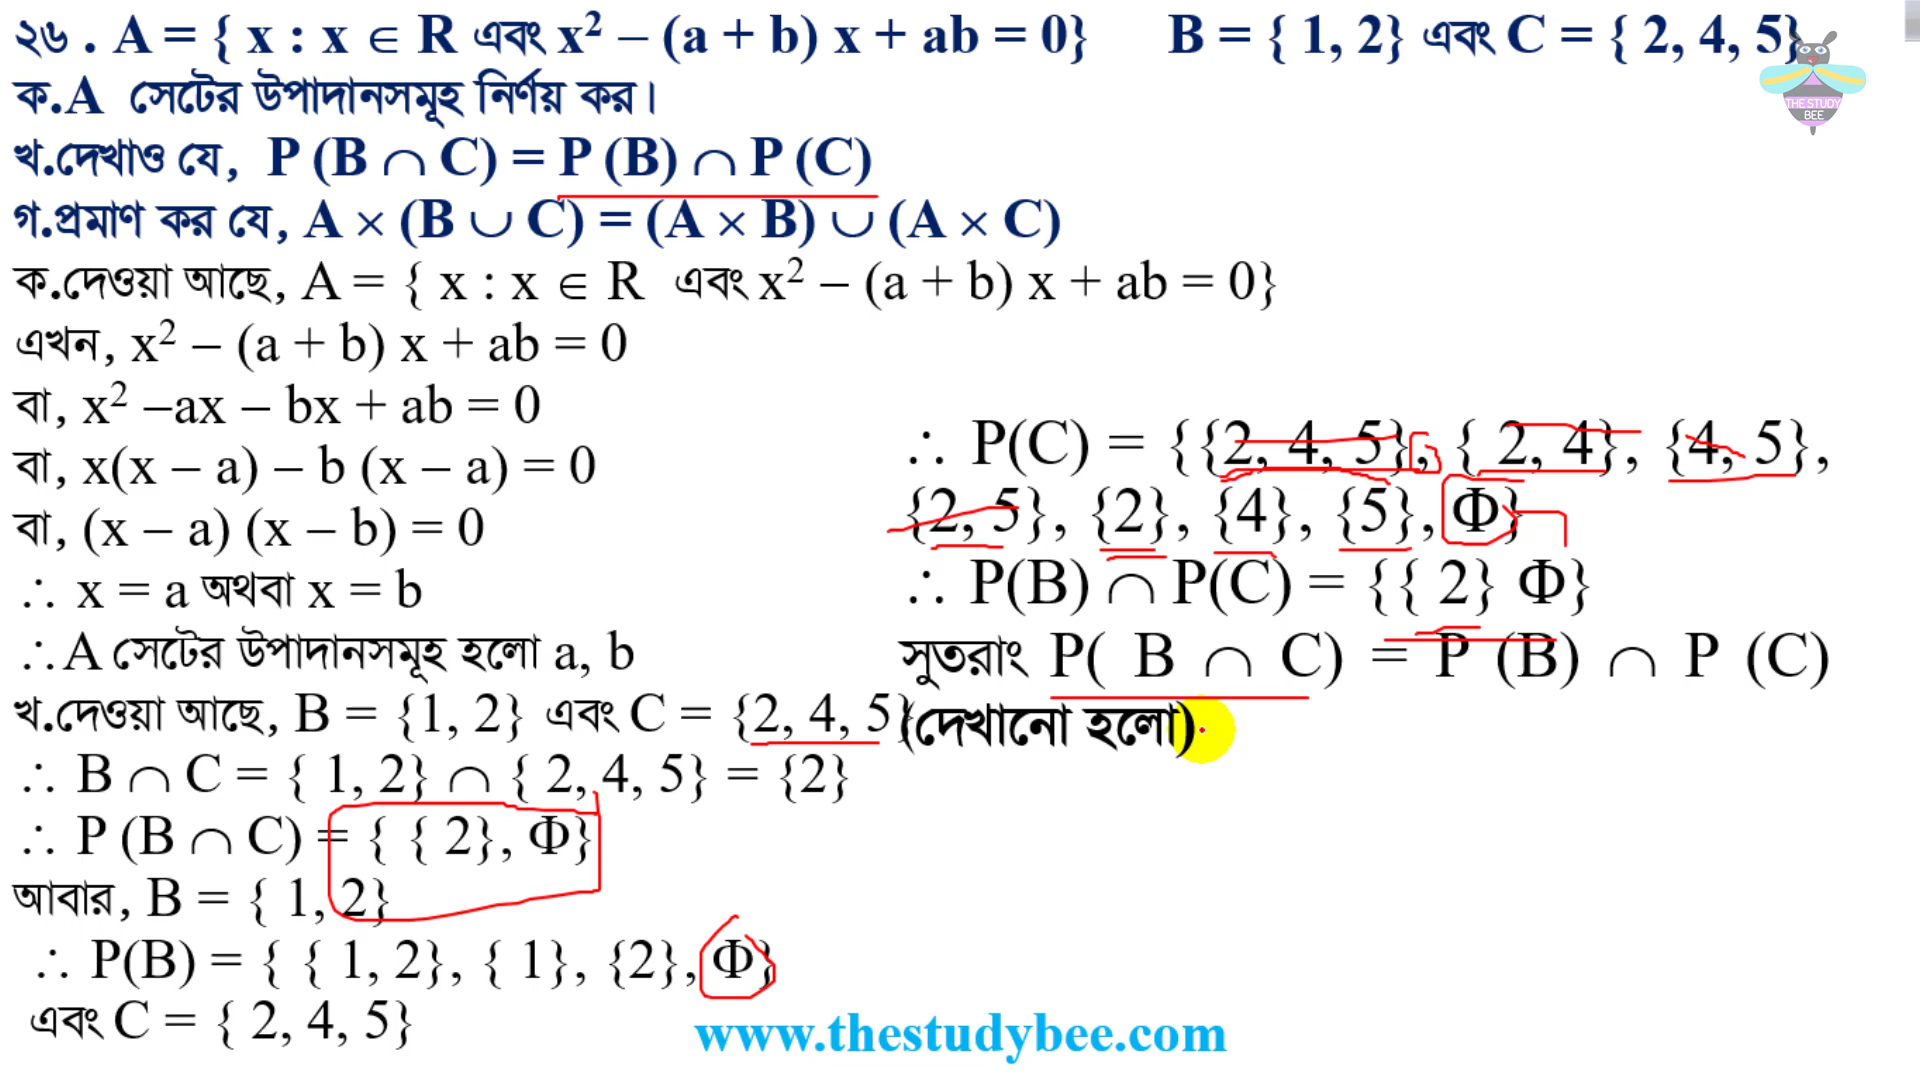 ২৬ . A = { x : x ∈ R এবং x² – (a + b) x + ab = 0} B = { 1, 2} এবং C = { 2, 4, 5}
ক.A সেটের উপাদানসমূহ নির্ণয় কর।
খ.দেখাও যে, P (B ∩ C) = P (B) ∩ P (C)
গ.প্রমাণ কর যে, A × (B ∪ C) = (A × B) ∪ (A × C)
ক.দেওয়া আছে, A = { x : x ∈ R এবং x² – (a + b) x + ab = 0}
এখন, x² – (a + b) x + ab = 0
বা, x² –ax – bx + ab = 0
বা, x(x – a) – b (x – a) = 0
বা, (x – a) (x – b) = 0
∴ x = a অথবা x = b
∴A সেটের উপাদানসমূহ হলো a, b
খ.দেওয়া আছে, B = {1, 2} এবং C = {2, 4, 5}
∴ B ∩ C = { 1, 2} ∩ { 2, 4, 5} = {2}
∴ P (B ∩ C) = { { 2}, Φ}
আবার, B = { 1, 2}
∴ P(B) = { { 1, 2}, { 1}, {2}, Φ}
এবং C = { 2, 4, 5}
∴ P(C) = {{2, 4, 5}, { 2, 4}, {4, 5},
{2, 5}, {2}, {4}, {5}, Φ}
∴ P(B) ∩ P(C) = {{ 2} Φ}
সুতরাং P( B ∩ C) = P (B) ∩ P (C)
(দেখানো হলো)
THE STUDY
BEE
www.thestudybee.com